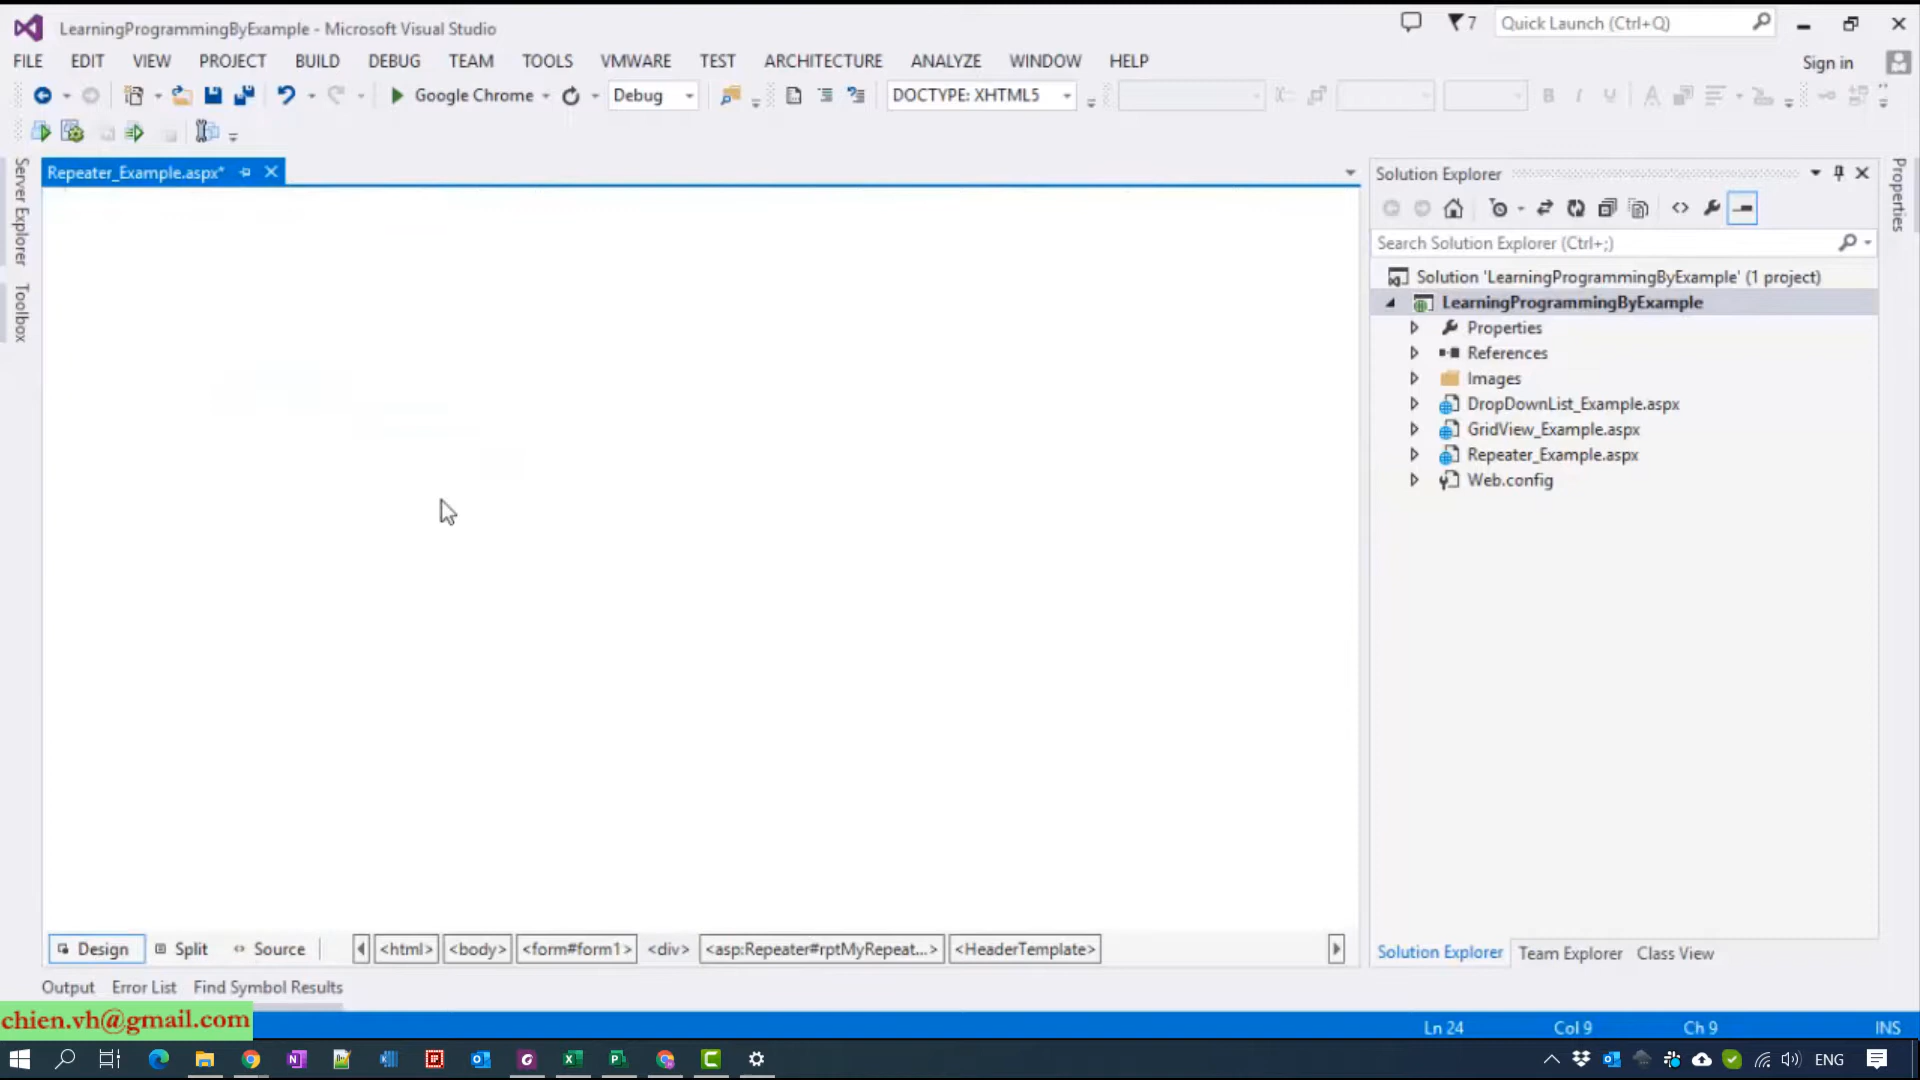 LearningProgrammingByExample - Microsoft Visual Studio
7
Quick Launch (Ctrl+Q)
FILE EDIT VIEW PROJECT BUILD DEBUG TEAM TOOLS VMWARE TEST ARCHITECTURE ANALYZE WINDOW HELP
Sign in
Google Chrome
Debug
DOCTYPE: XHTML5
Server Explorer
Toolbox
Repeater_Example.aspx*
Solution Explorer
Properties
Search Solution Explorer (Ctrl+;)
Solution 'LearningProgrammingByExample' (1 project)
LearningProgrammingByExample
Properties
References
Images
DropDownList_Example.aspx
GridView_Example.aspx
Repeater_Example.aspx
Web.config
Design Split Source <html> <body> <form#form1> <div> <asp:Repeater#rptMyRepeat...> <HeaderTemplate>
Solution Explorer Team Explorer Class View
Output Error List Find Symbol Results
chien.vh@gmail.com
Ln 24 Col 9 Ch 9 INS
ENG